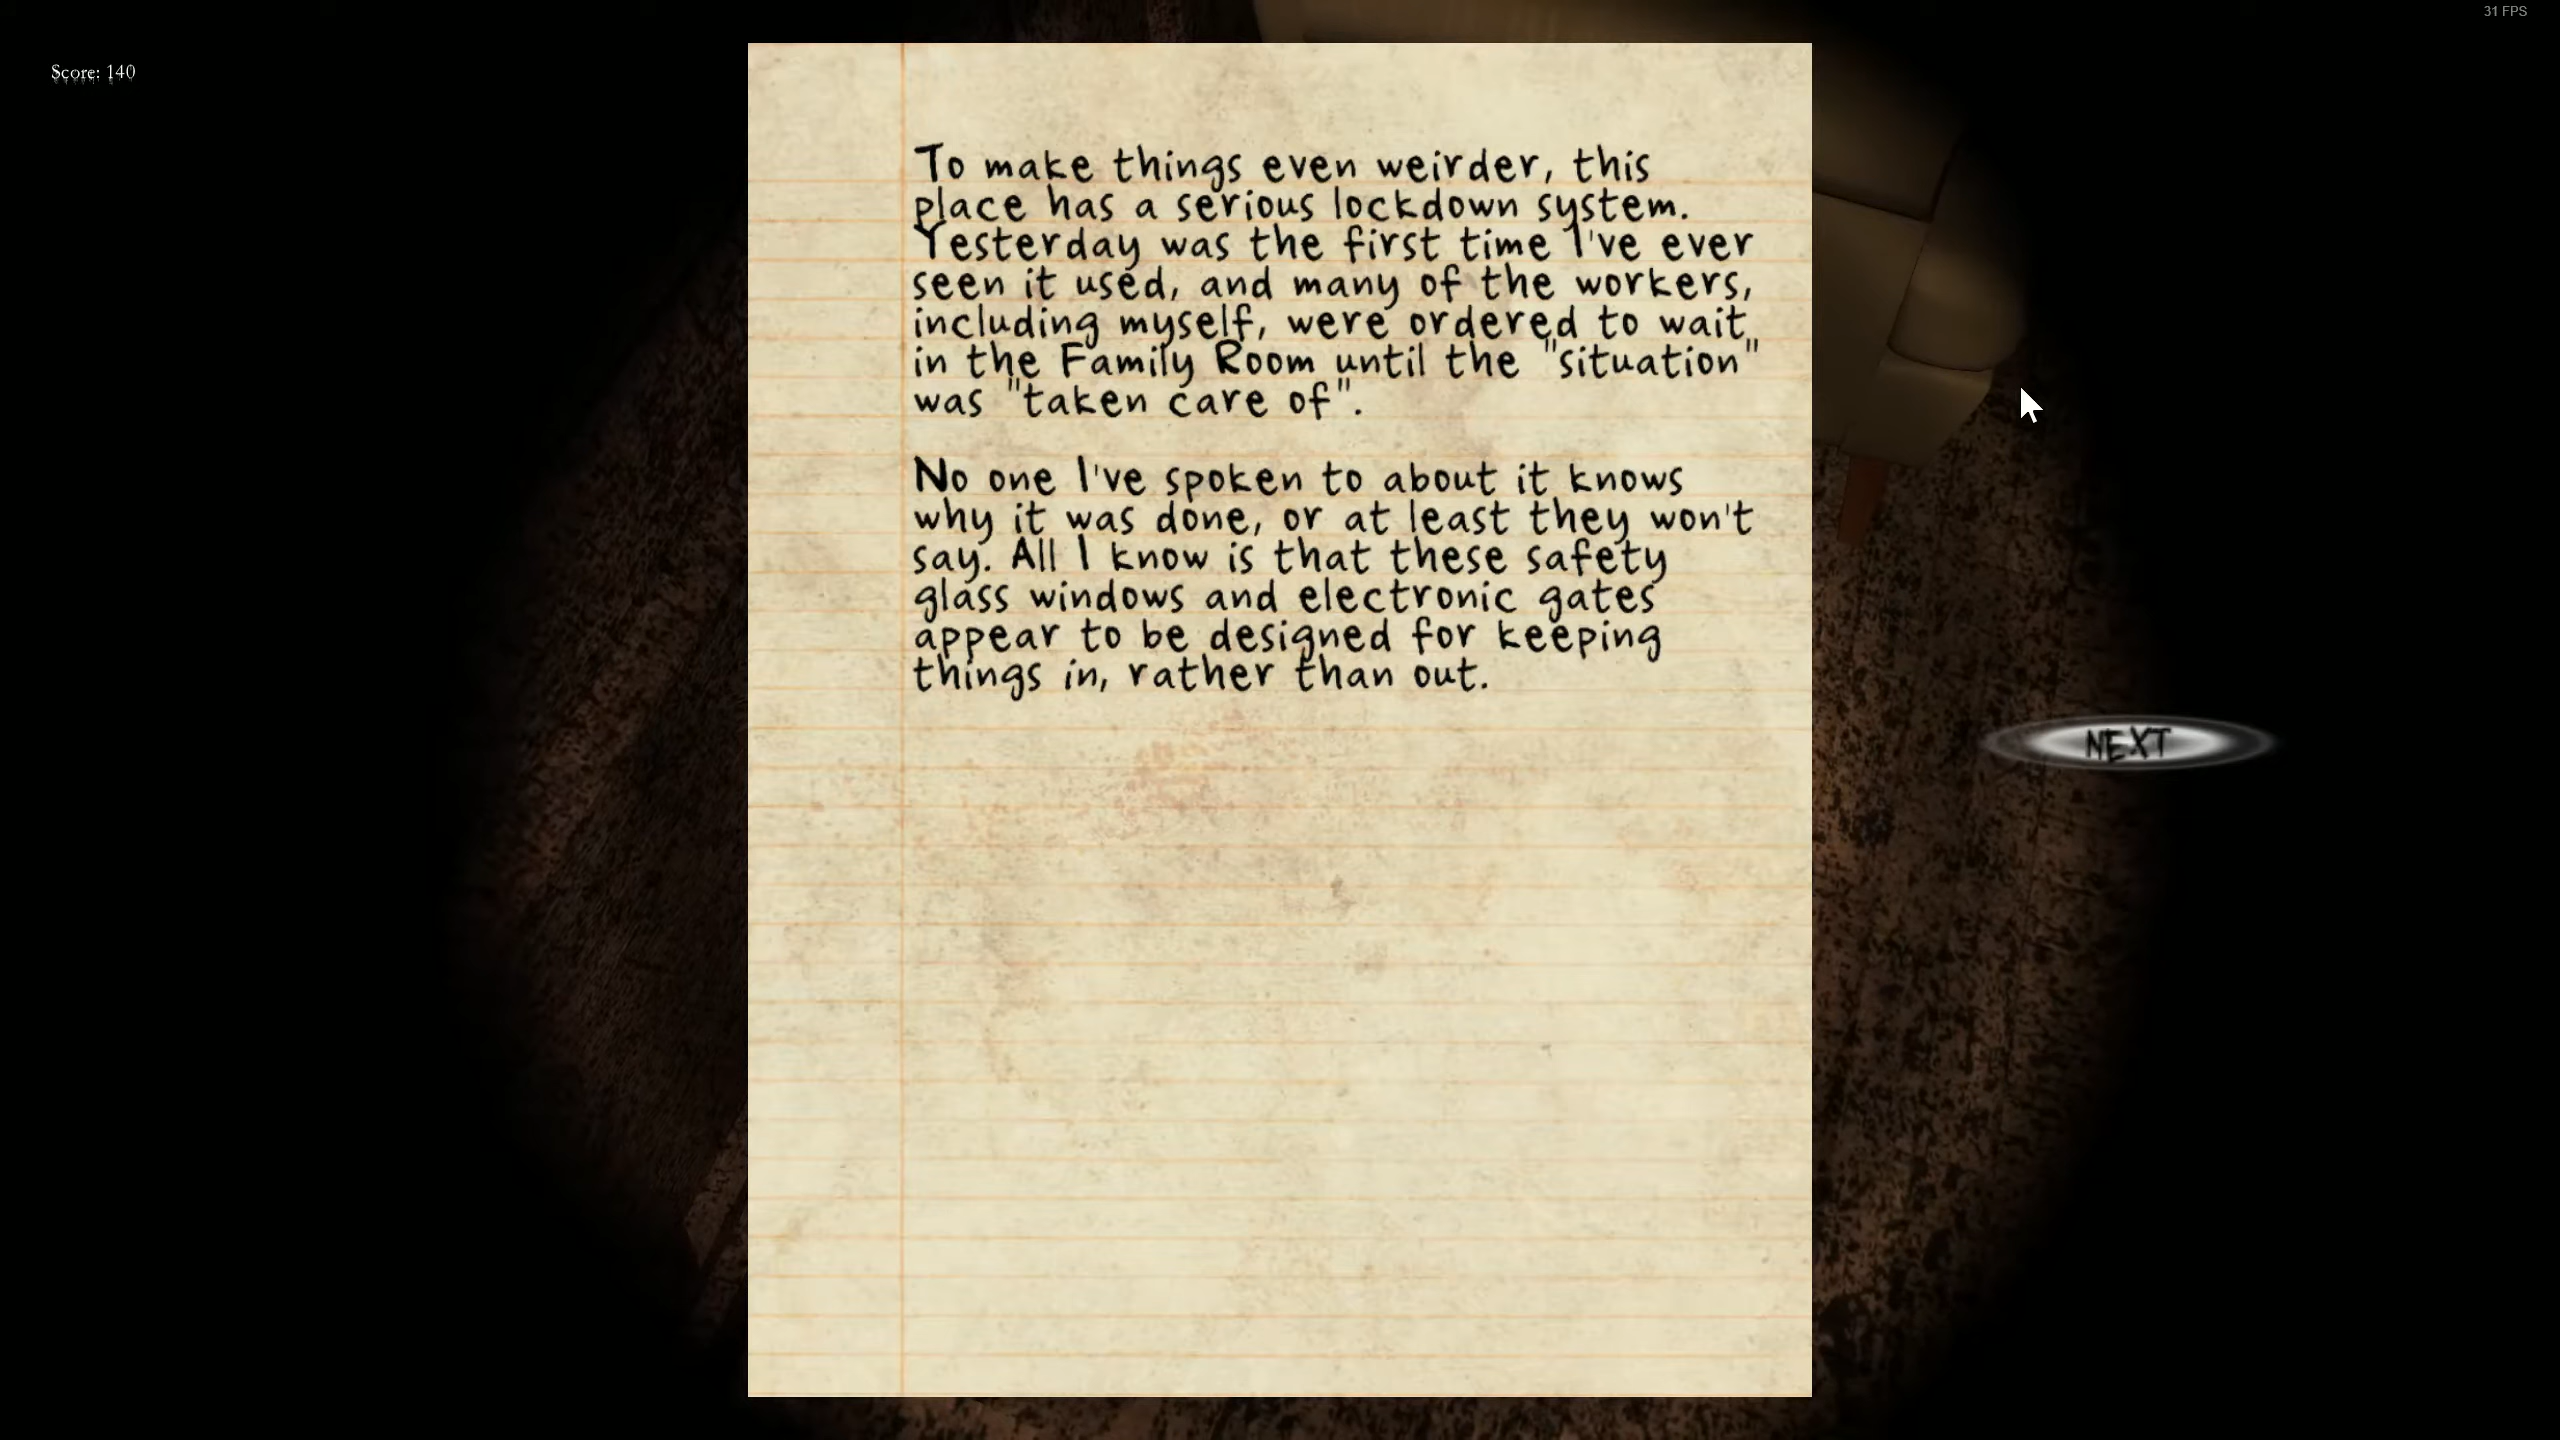 31 FPS
Score: 140
To make things even weirder, this
place has a serious lockdown system.
Yesterday was the first time I've ever
seen it used, and many of the workers,
including myself, were ordered to wait
in the Family Room until the "situation"
was "taken care of".
No one I've spoken to about it knows
why it was done, or at least they won't
say. All I know is that these safety
glass windows and electronic gates
appear to be designed for keeping
things in, rather than out.
NEXT